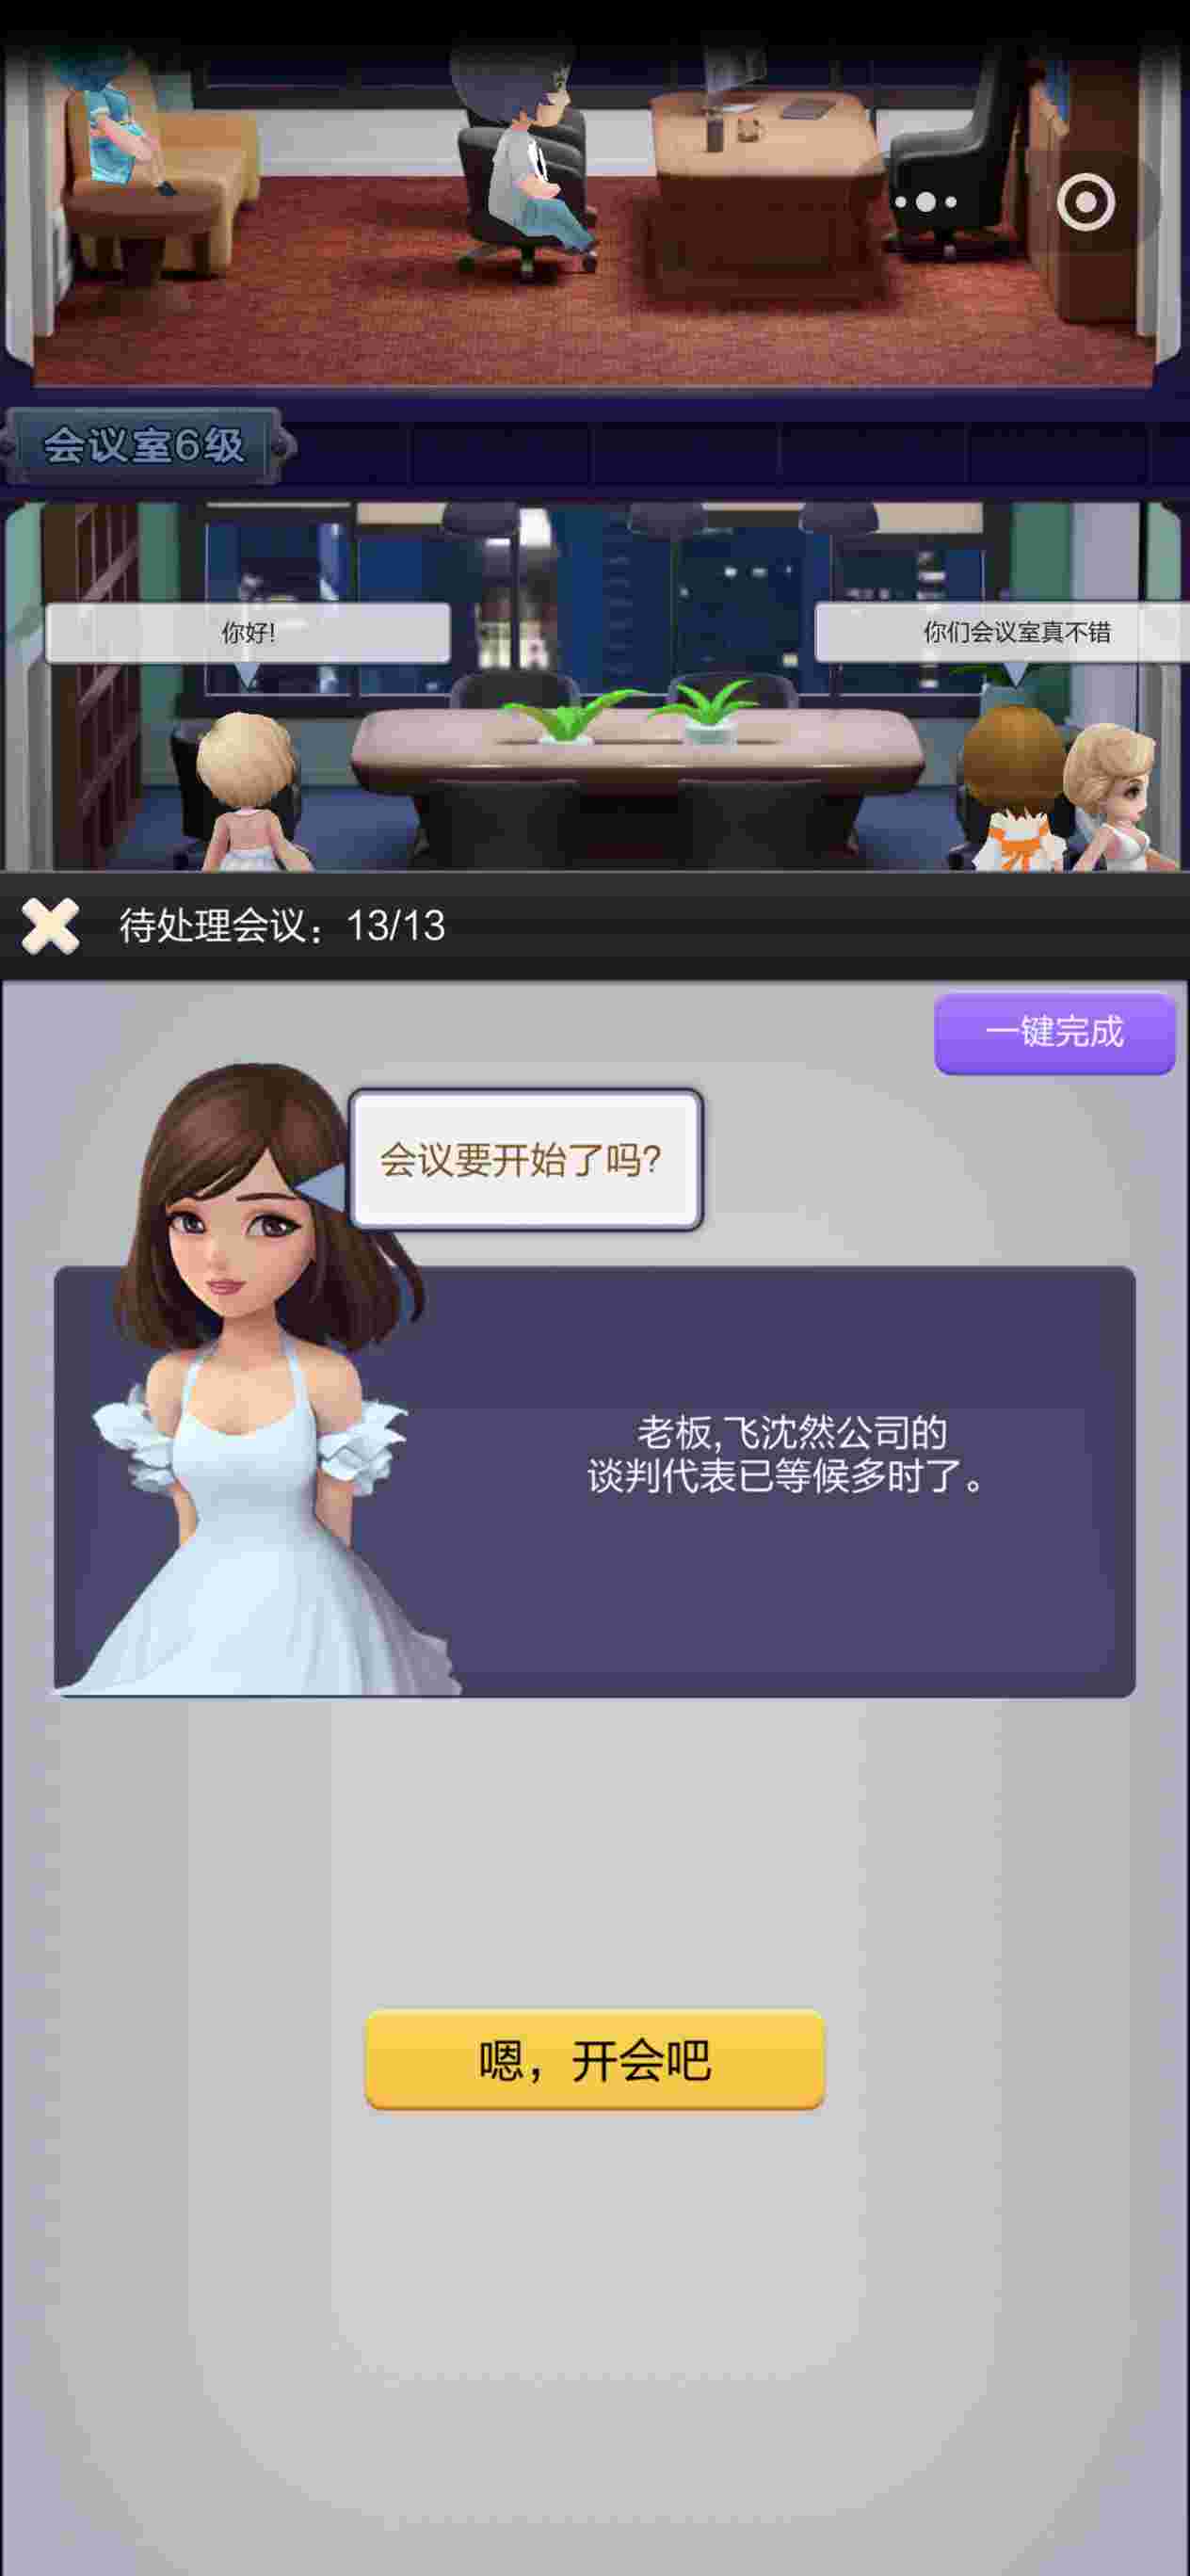 会议室6级
你好!
你们会议室真不错
待处理会议：13/13
一键完成
会议要开始了吗?
老板,飞沈然公司的
谈判代表已等候多时了。
嗯，开会吧